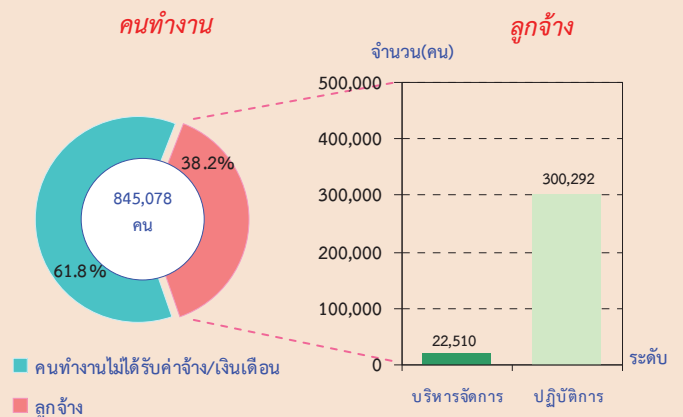 คนทำงาน
ลูกจ้าง
จำนวน(คน)
500,000
400,000
300,000
200,000
100,000
0
38.2%
845,078
คน
61.8%
300,292
22,510
ระดับ
บริหารจัดการ
ปฏิบัติการ
คนทำงานไม่ได้รับค่าจ้าง/เงินเดือน
ลูกจ้าง